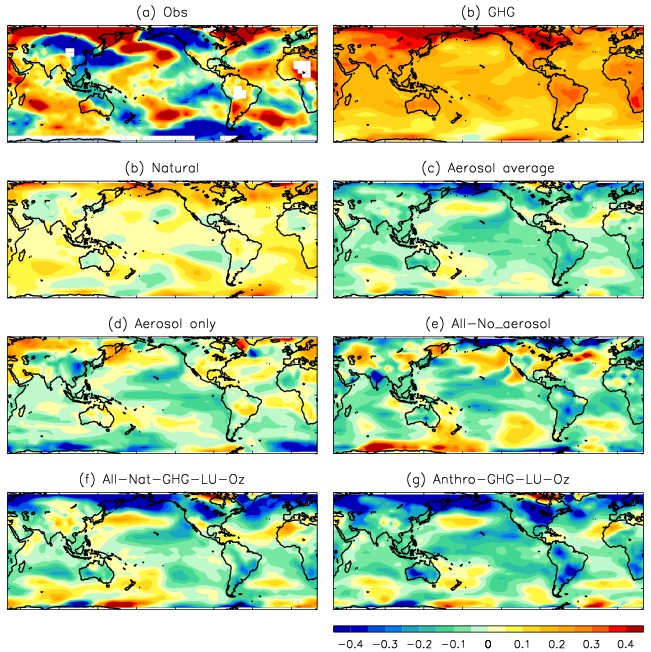 (a) Obs
(b) GHG
(b) Natural
(c) Aerosol average
(d) Aerosol only
(e) All-No_aerosol
(f) All-Nat-GHG-LU-Oz
(g) Anthro-GHG-LU-Oz
-0.4 -0.3 -0.2 -0.1 0 0.1 0.2 0.3 0.4